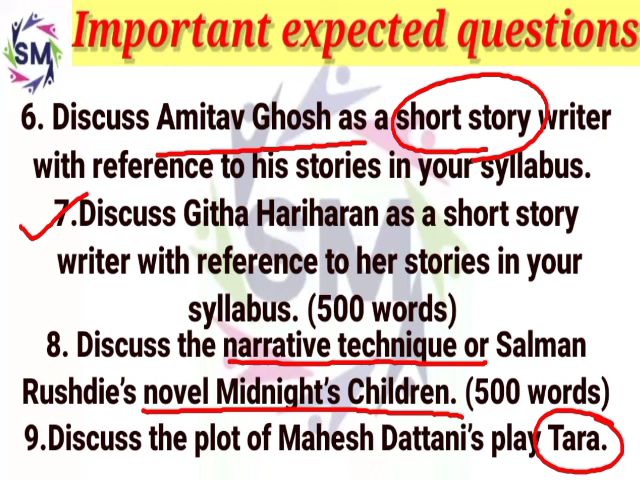 SM
Important expected questions
6. Discuss Amitav Ghosh as a short story writer
with reference to his stories in your syllabus.
7.Discuss Githa Hariharan as a short story
writer with reference to her stories in your
syllabus. (500 words)
8. Discuss the narrative technique or Salman
Rushdie's novel Midnight's Children. (500 words)
9.Discuss the plot of Mahesh Dattani's play Tara.
SM